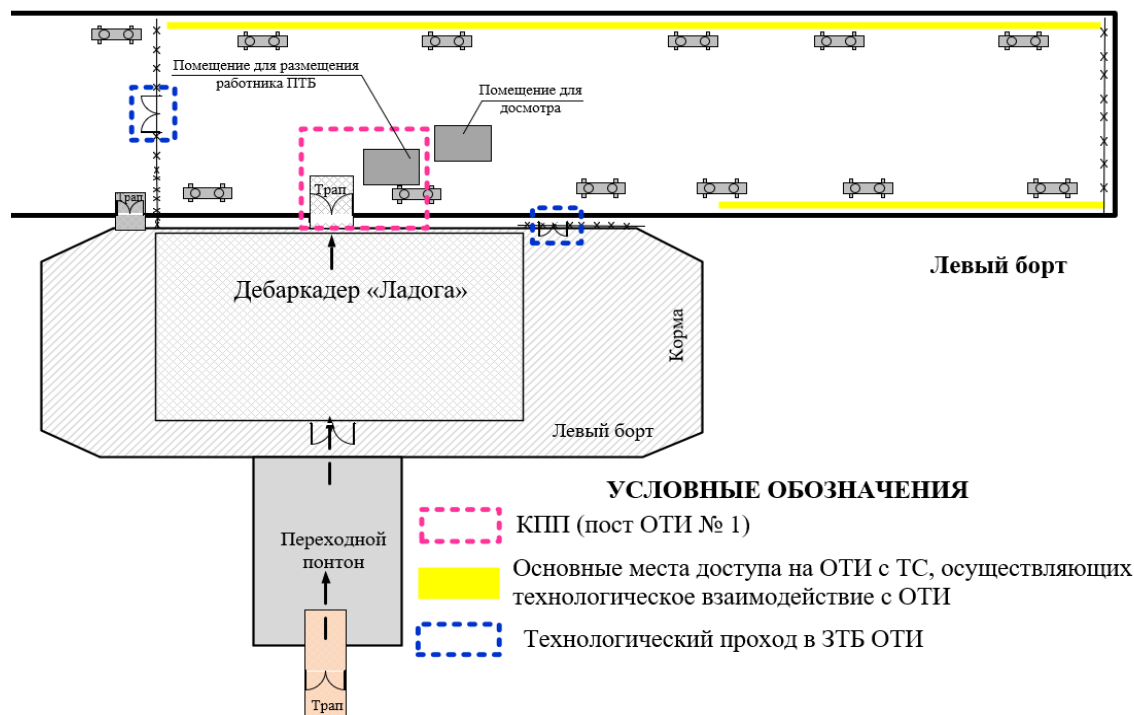 Помещение для размещения
работника ПТБ
Помещение для
досмотра
Трап
Трап
Левый борт
Дебаркадер «Ладога»
Корма
Левый борт
УСЛОВНЫЕ ОБОЗНАЧЕНИЯ
КПП (пост ОТИ № 1)
Переходной
понтон
Основные места доступа на ОТИ с ТС, осуществляющих
технологическое взаимодействие с ОТИ
Технологический проход в ЗТБ ОТИ
Трап